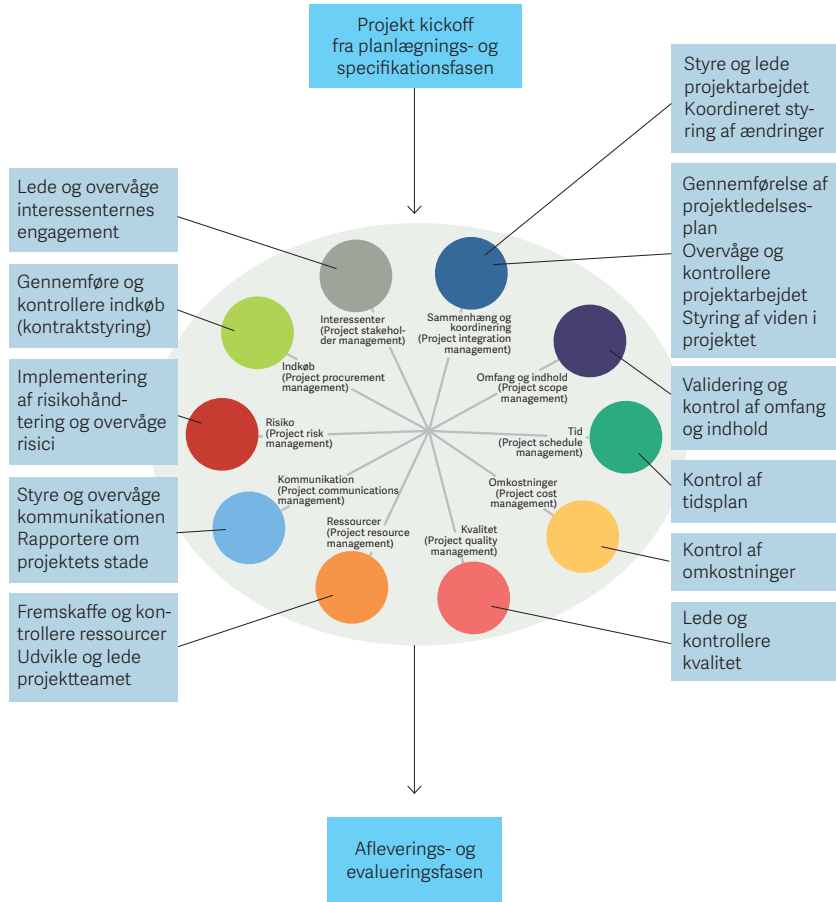 Projekt kickoff
fra planlægnings- og
specifikationsfasen
Styre og lede
projektarbejdet
Koordineret sty-
ring af ændringer
Gennemførelse af
projektledelses-
plan
Overvåge og
kontrollere
projektarbejdet
Styring af viden i
projektet
Validering og
kontrol af omfang
og indhold
Kontrol af
tidsplan
Kontrol af
omkostninger
Lede og
kontrollere
kvalitet
Lede og overvåge
interessenternes
engagement
Gennemføre og
kontrollere indkøb
(kontraktstyring)
Implementering
af risikohånd-
tering og overvåge
risici
Styre og overvåge
kommunikationen
Rapportere om
projektets stade
Fremskaffe og kon-
trollere ressourcer
Udvikle og lede
projektteamet
Interessenter
(Project stakehol-
der management)
Sammenhæng og
koordinering
(Project integration
management)
Indkøb
(Project procurement
management)
Omfang og indhold
(Project scope
management)
Risiko
(Project risk
management)
Tid
(Project schedule
management)
Kommunikation
(Project communications
management)
Omkostninger
(Project cost
management)
Ressourcer
(Project resource
management)
Kvalitet
(Project quality
management)
Afleverings- og
evalueringsfasen